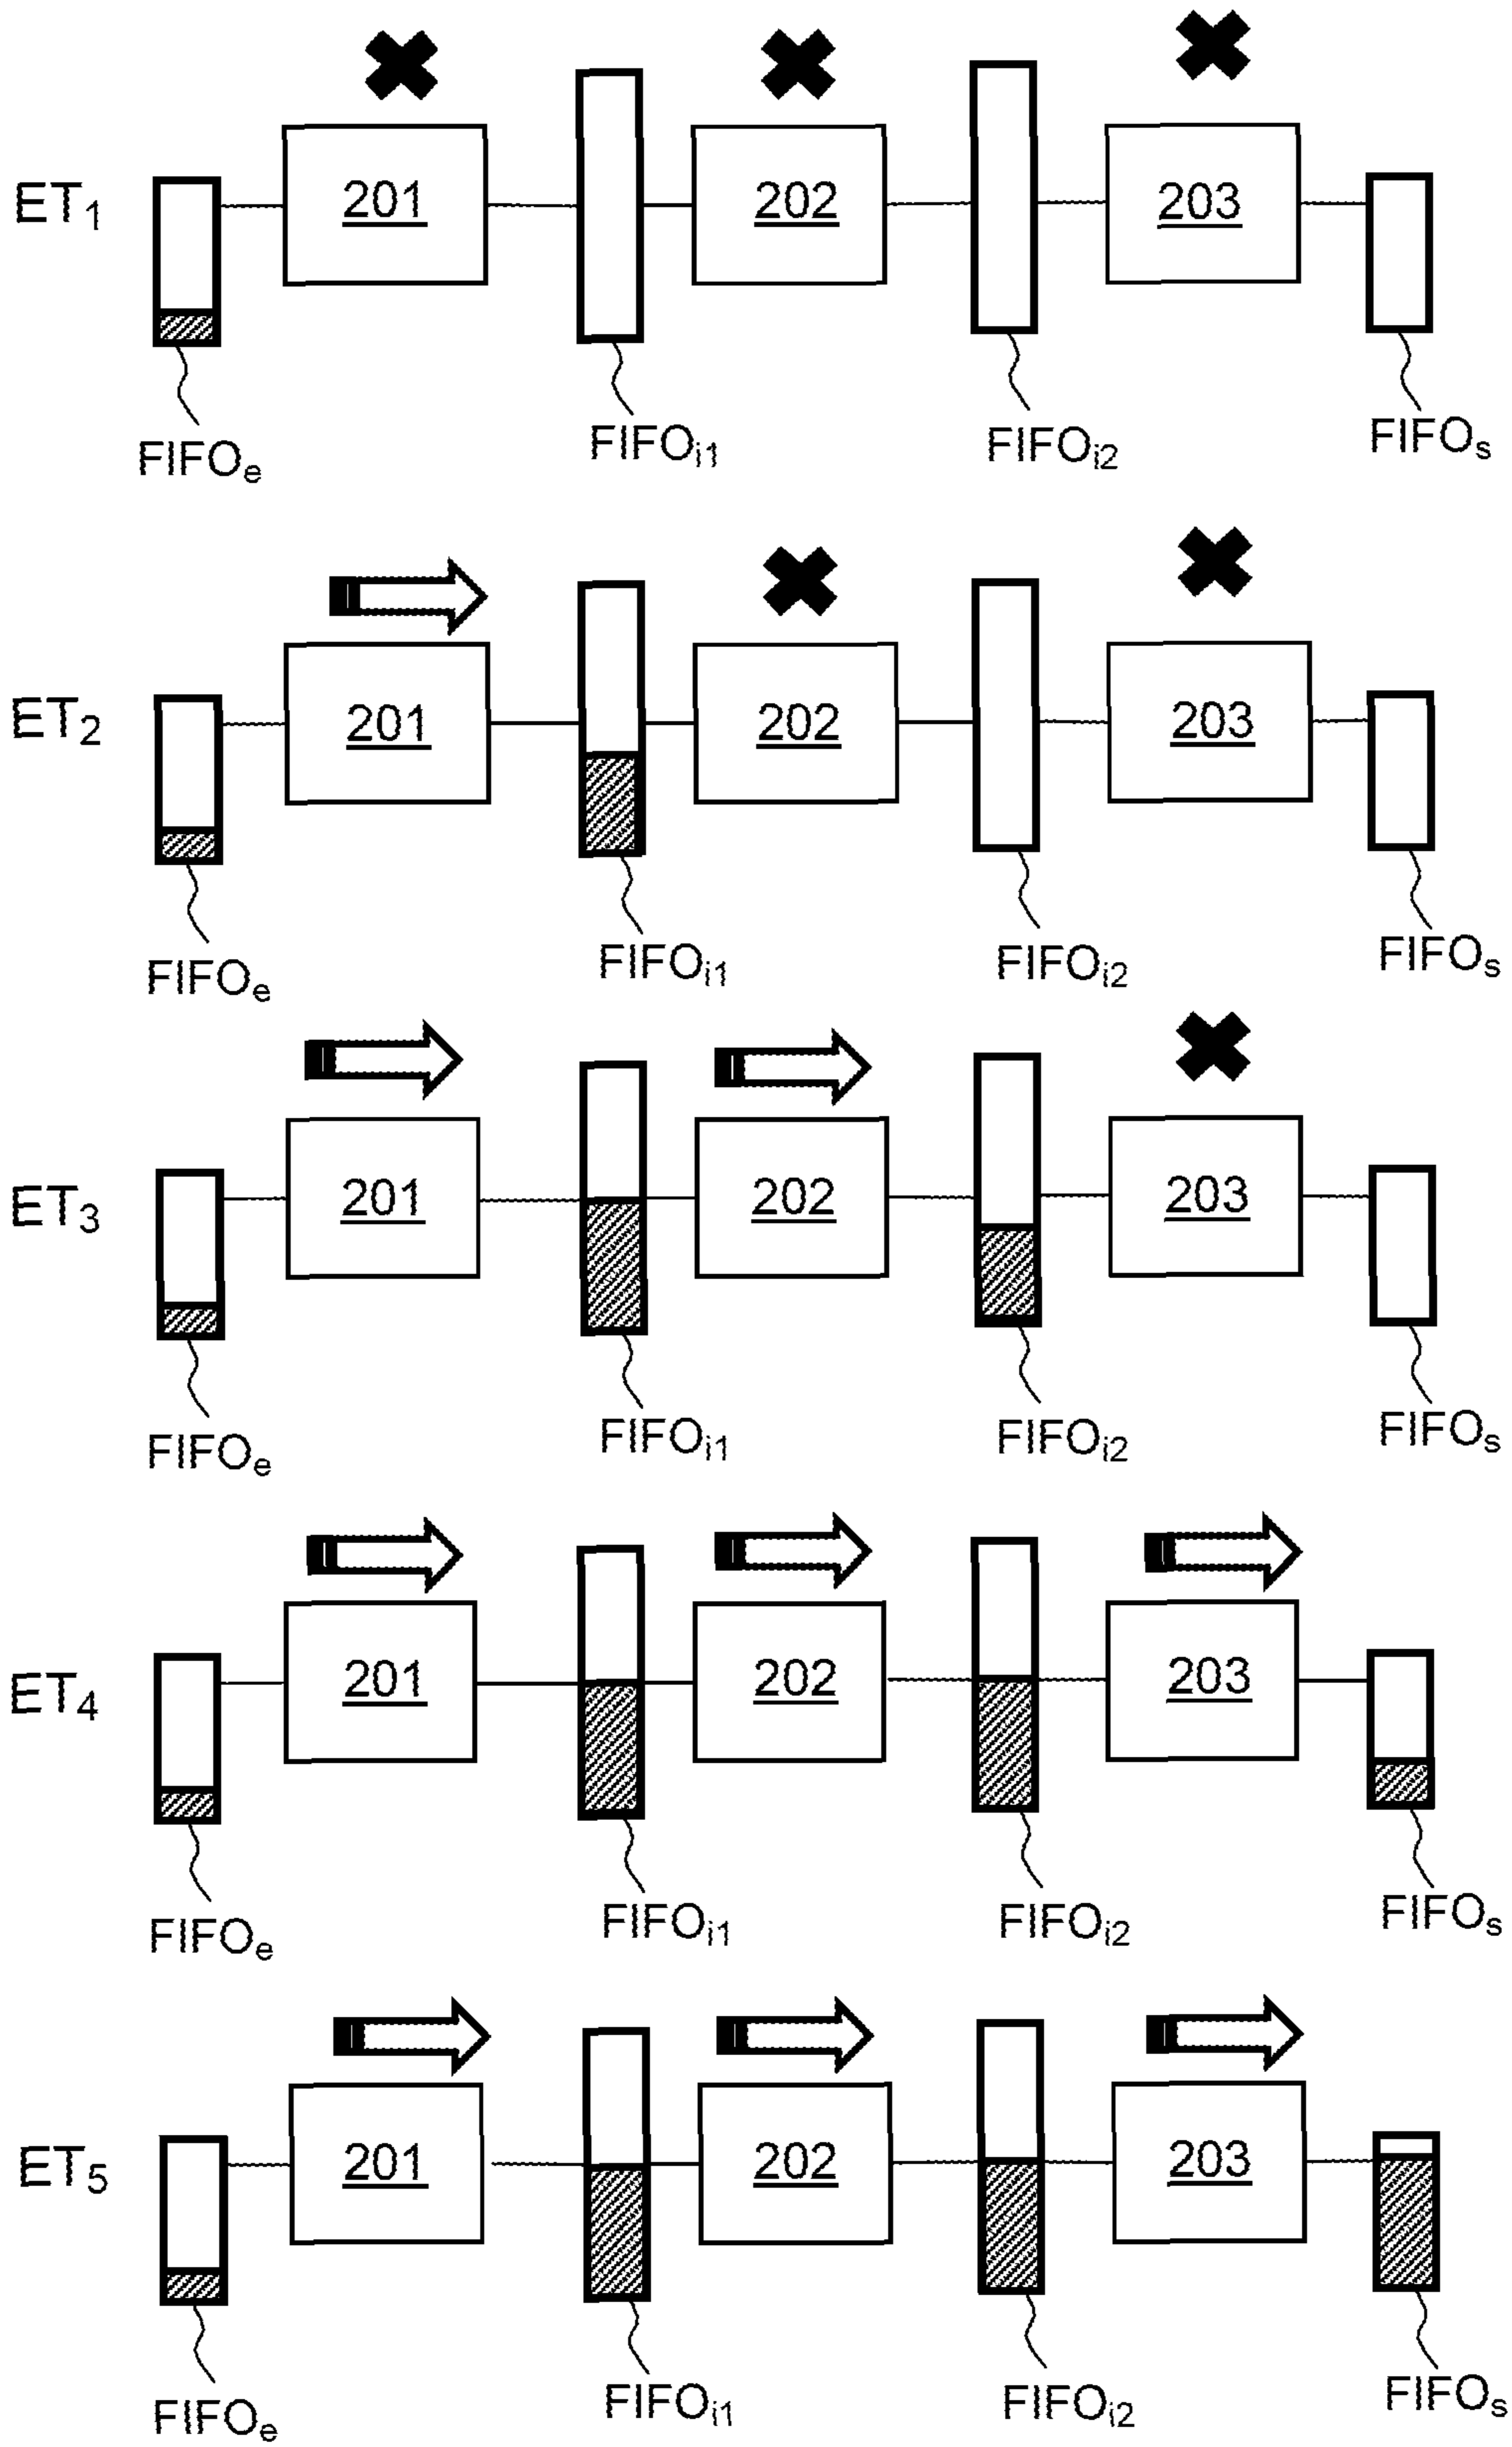 ET₁ 201 202 203
FIFOₑ FIFOᵢ₁ FIFOᵢ₂ FIFOₛ
ET₂ 201 202 203
FIFOₑ FIFOᵢ₁ FIFOᵢ₂ FIFOₛ
ET₃ 201 202 203
FIFOₑ FIFOᵢ₁ FIFOᵢ₂ FIFOₛ
ET₄ 201 202 203
FIFOₑ FIFOᵢ₁ FIFOᵢ₂ FIFOₛ
ET₅ 201 202 203
FIFOₑ FIFOᵢ₁ FIFOᵢ₂ FIFOₛ